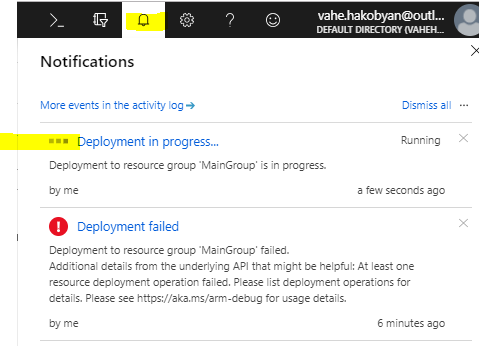 vahe.hakobyan@outl...
DEFAULT DIRECTORY (VAHEH...
Notifications
More events in the activity log
Dismiss all ...
Deployment in progress...
Running
Deployment to resource group 'MainGroup' is in progress.
by me
a few seconds ago
Deployment failed
Deployment to resource group 'MainGroup' failed.
Additional details from the underlying API that might be helpful: At least one
resource deployment operation failed. Please list deployment operations for
details. Please see https://aka.ms/arm-debug for usage details.
by me
6 minutes ago